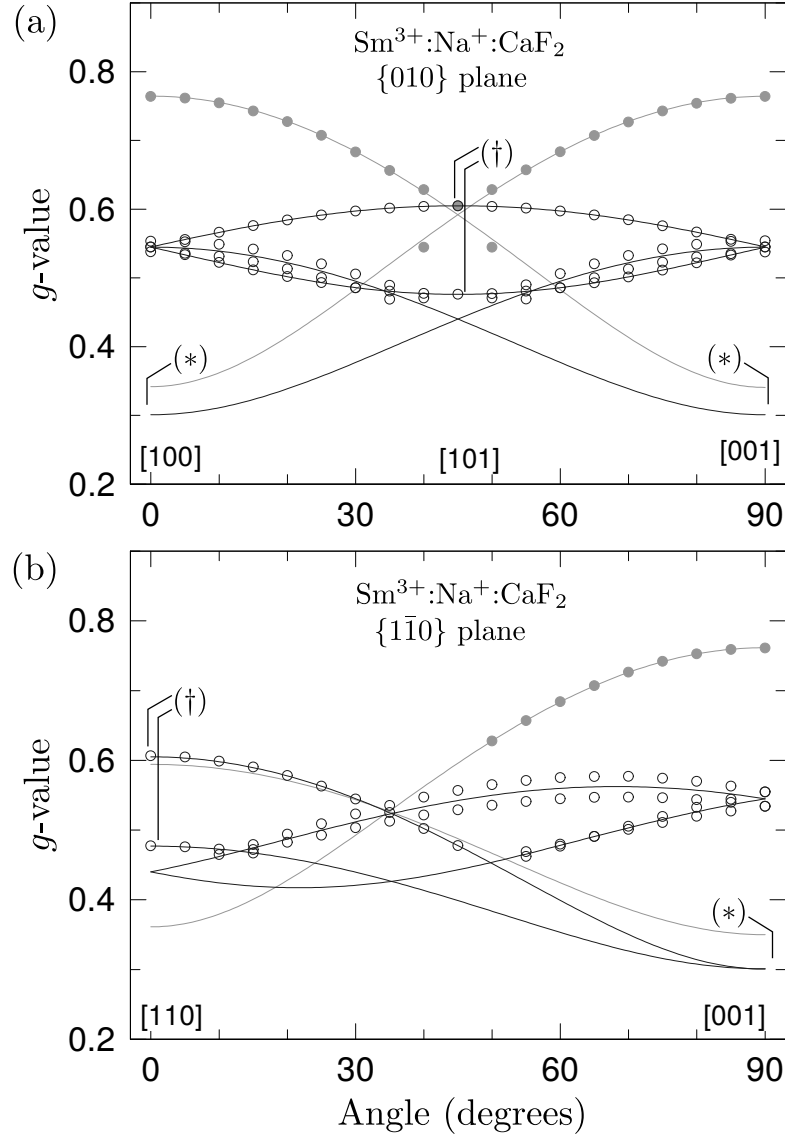 (a)
Sm³⁺:Na⁺:CaF₂
{010} plane
0.8
(†)
0.6
g-value
0.4
(∗)
(∗)
[100]
[101]
[001]
0.2
0
30
60
90
(b)
Sm³⁺:Na⁺:CaF₂
{11̄0} plane
0.8
(†)
0.6
g-value
0.4
(∗)
[110]
[001]
0.2
0
30
60
90
Angle (degrees)